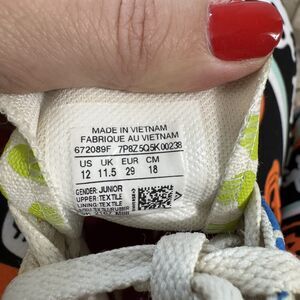 MADE IN VIETNAM
FABRIQUE AU VIETNAM
672089F 7P8Z5Q5K00238
US UK EUR CM
12 11.5 29 18
GENDER: JUNIOR
UPPER: TEXTILE
LINING: TEXTILE